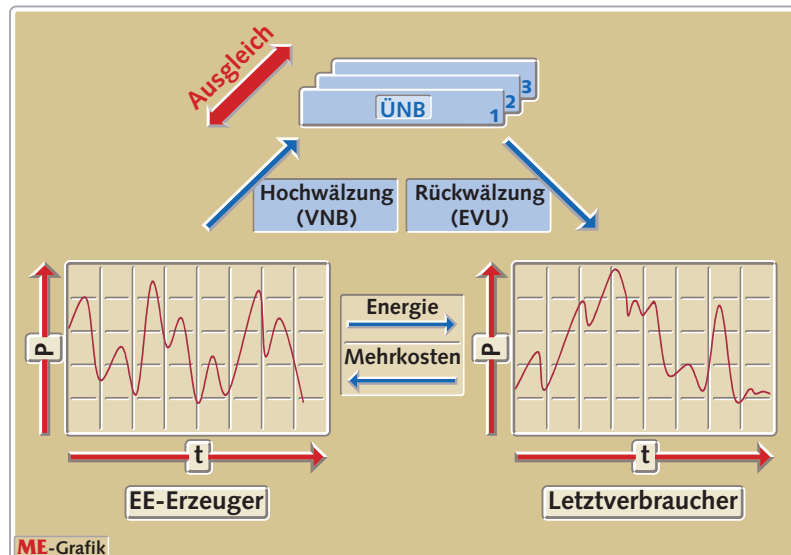 Ausgleich
3
2
ÜNB 1
Hochwälzung Rückwälzung
(VNB) (EVU)
Energie
Mehrkosten
P
P
t
t
EE-Erzeuger
Letztverbraucher
ME-Grafik